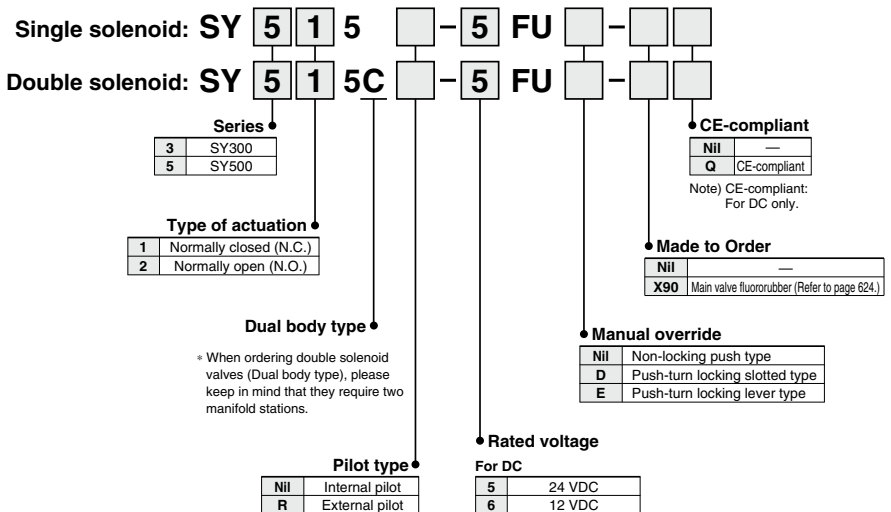 Single solenoid: SY 5 1 5 – 5 FU –
Double solenoid: SY 5 1 5C – 5 FU –
Series
3 SY300
5 SY500
Type of actuation
1 Normally closed (N.C.)
2 Normally open (N.O.)
Dual body type
* When ordering double solenoid
valves (Dual body type), please
keep in mind that they require two
manifold stations.
Pilot type
Nil Internal pilot
R External pilot
Rated voltage
For DC
5 24 VDC
6 12 VDC
Manual override
Nil Non-locking push type
D Push-turn locking slotted type
E Push-turn locking lever type
Made to Order
Nil —
X90 Main valve fluororubber (Refer to page 624.)
CE-compliant
Nil —
Q CE-compliant
Note) CE-compliant:
For DC only.